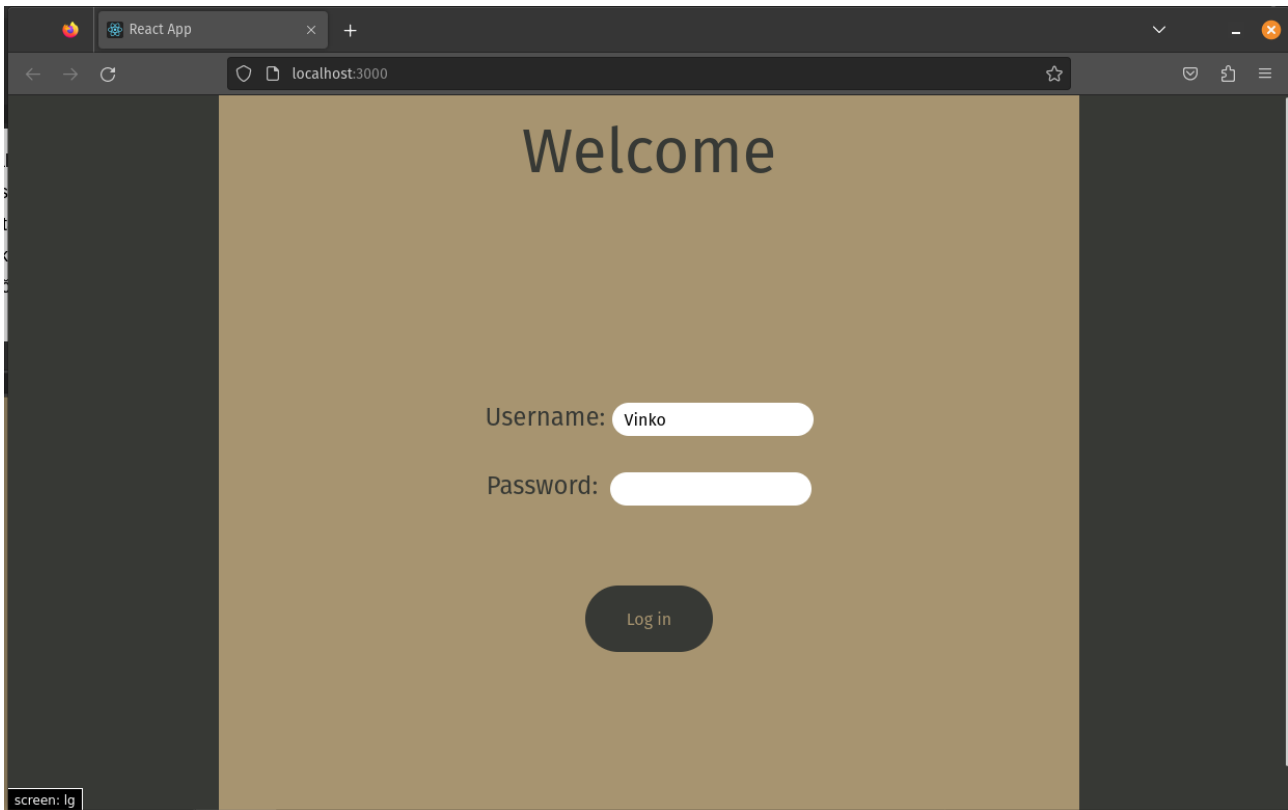 React App
localhost:3000
Welcome
Username: Vinko
Password:
Log in
screen: lg